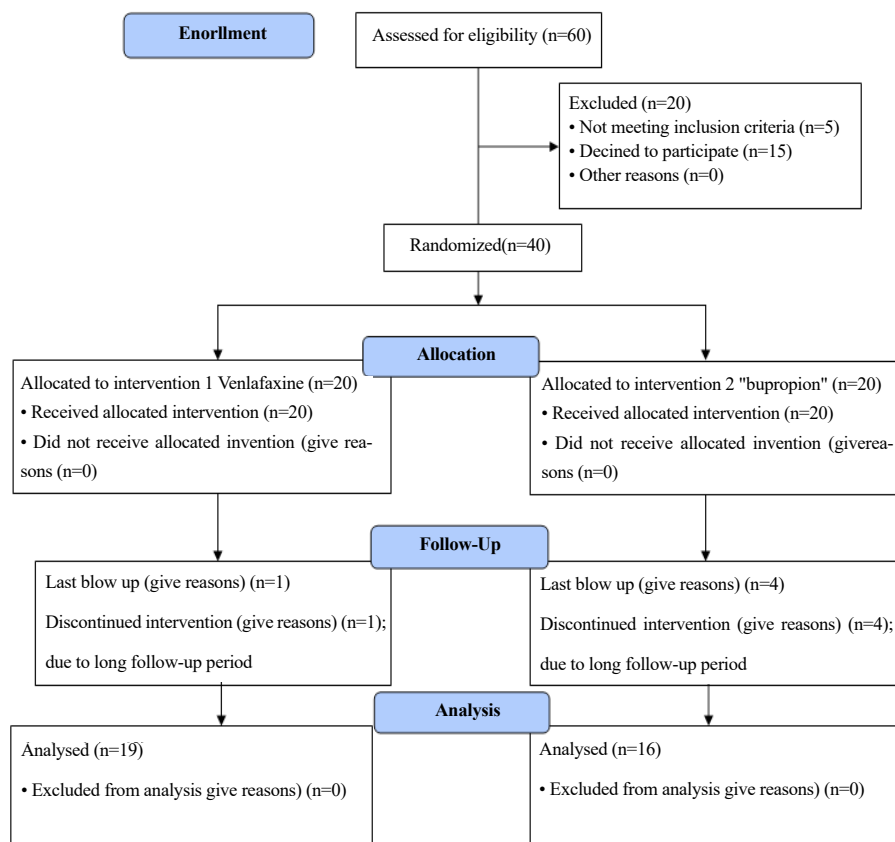 Enorllment
Assessed for eligibility (n=60)
Excluded (n=20)
• Not meeting inclusion criteria (n=5)
• Decined to participate (n=15)
• Other reasons (n=0)
Randomized(n=40)
Allocation
Allocated to intervention 1 Venlafaxine (n=20)
• Received allocated intervention (n=20)
• Did not receive allocated invention (give rea-
sons (n=0)
Allocated to intervention 2 "bupropion" (n=20)
• Received allocated intervention (n=20)
• Did not receive allocated invention (giverea-
sons (n=0)
Follow-Up
Last blow up (give reasons) (n=1)
Discontinued intervention (give reasons) (n=1);
due to long follow-up period
Last blow up (give reasons) (n=4)
Discontinued intervention (give reasons) (n=4);
due to long follow-up period
Analysis
Analysed (n=19)
• Excluded from analysis give reasons) (n=0)
Analysed (n=16)
• Excluded from analysis give reasons) (n=0)